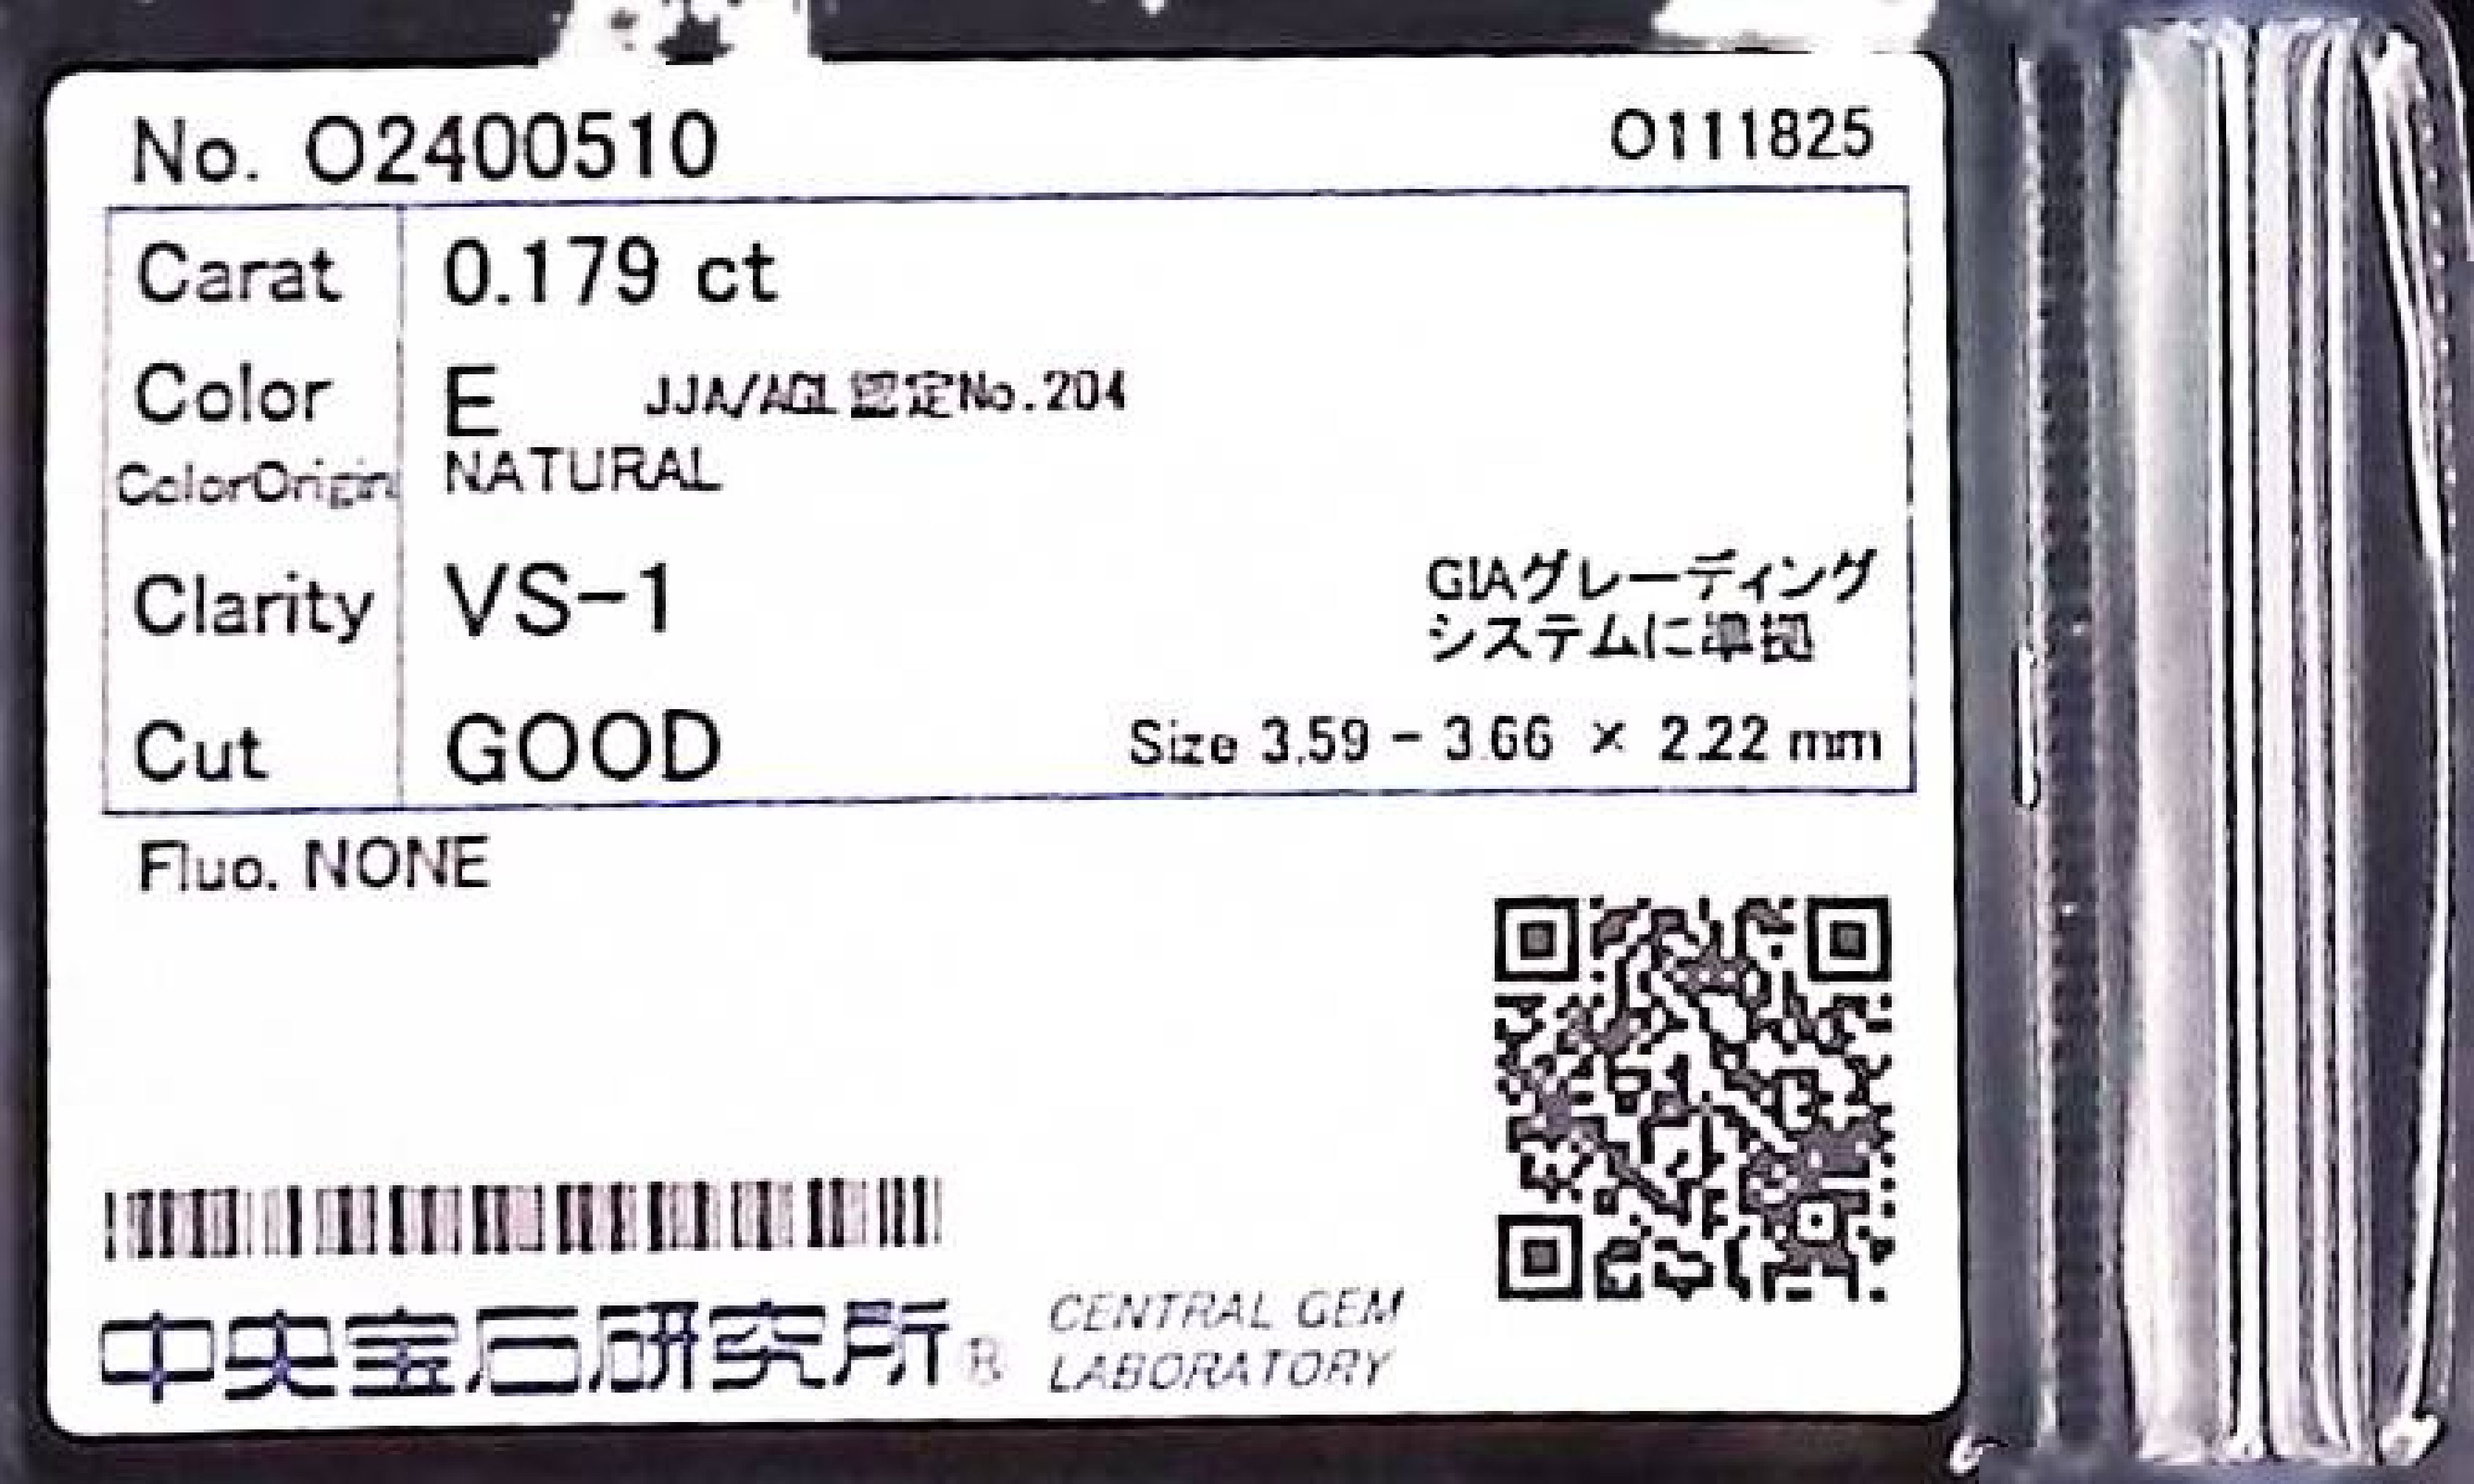 No. O2400510
O111825
Carat 0.179 ct
Color E JJA/AGL 認定No.204
ColorOrigin NATURAL
Clarity VS-1
GIAグレーディング
システムに準拠
Cut GOOD Size 3.59 - 3.66 × 2.22 mm
Fluo. NONE
中央宝石研究所® CENTRAL GEM
LABORATORY